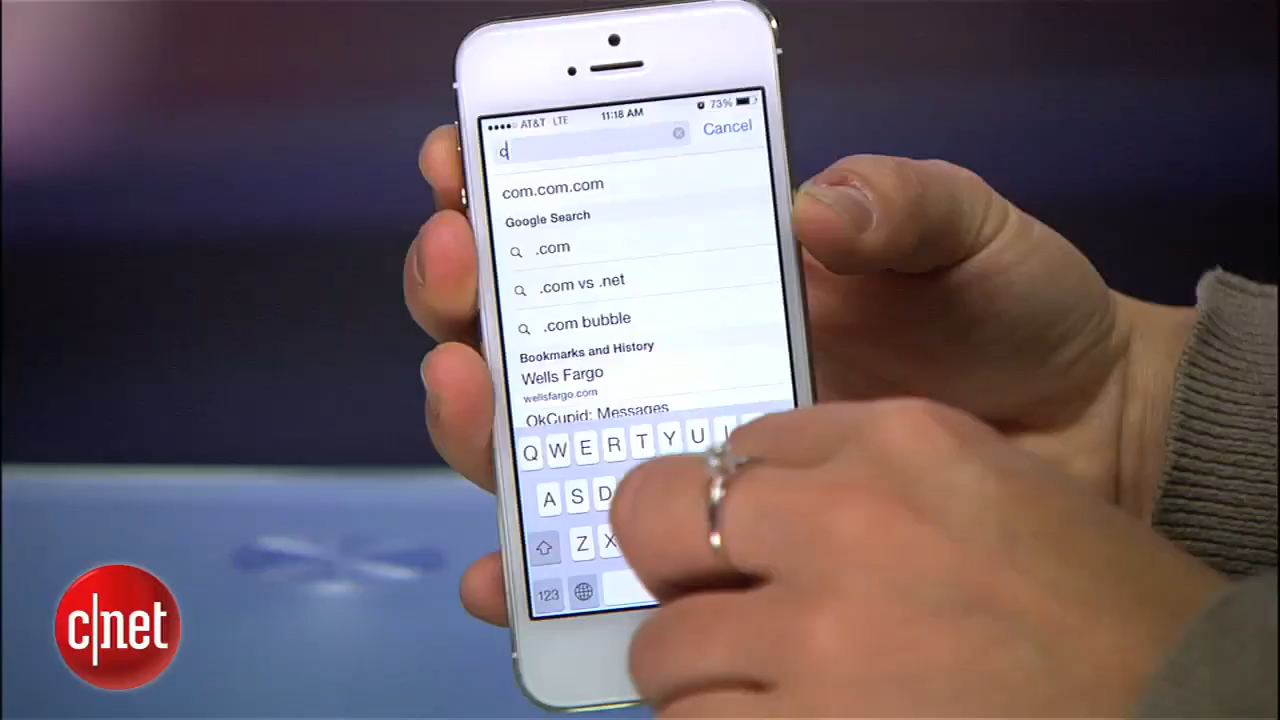 AT&T LTE 11:18 AM 73%
c Cancel
com.com.com
Google Search
.com
.com vs .net
.com bubble
Bookmarks and History
Wells Fargo
wellsfargo.com
OkCupid: Messages
Q W E R T Y U I
A S D
Z X
123
c|net